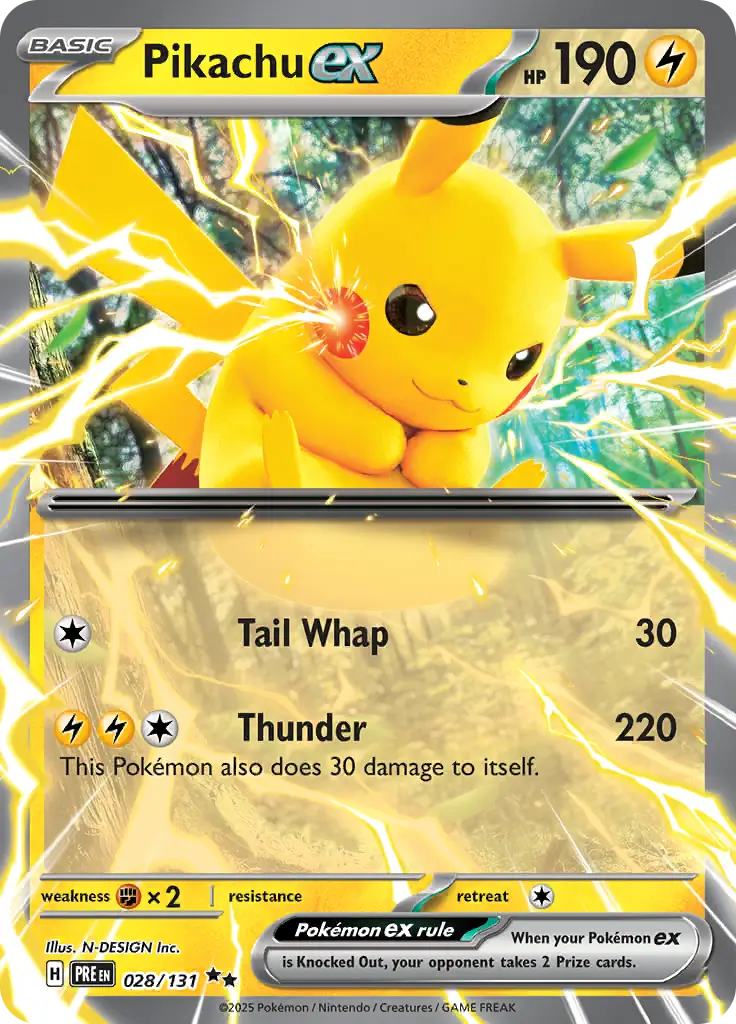 BASIC Pikachu ex HP 190
Tail Whap 30
Thunder 220
This Pokémon also does 30 damage to itself.
weakness ×2 resistance retreat
Pokémon ex rule When your Pokémon ex
is Knocked Out, your opponent takes 2 Prize cards.
Illus. N-DESIGN Inc.
H PRE EN 028/131
©2025 Pokémon / Nintendo / Creatures / GAME FREAK